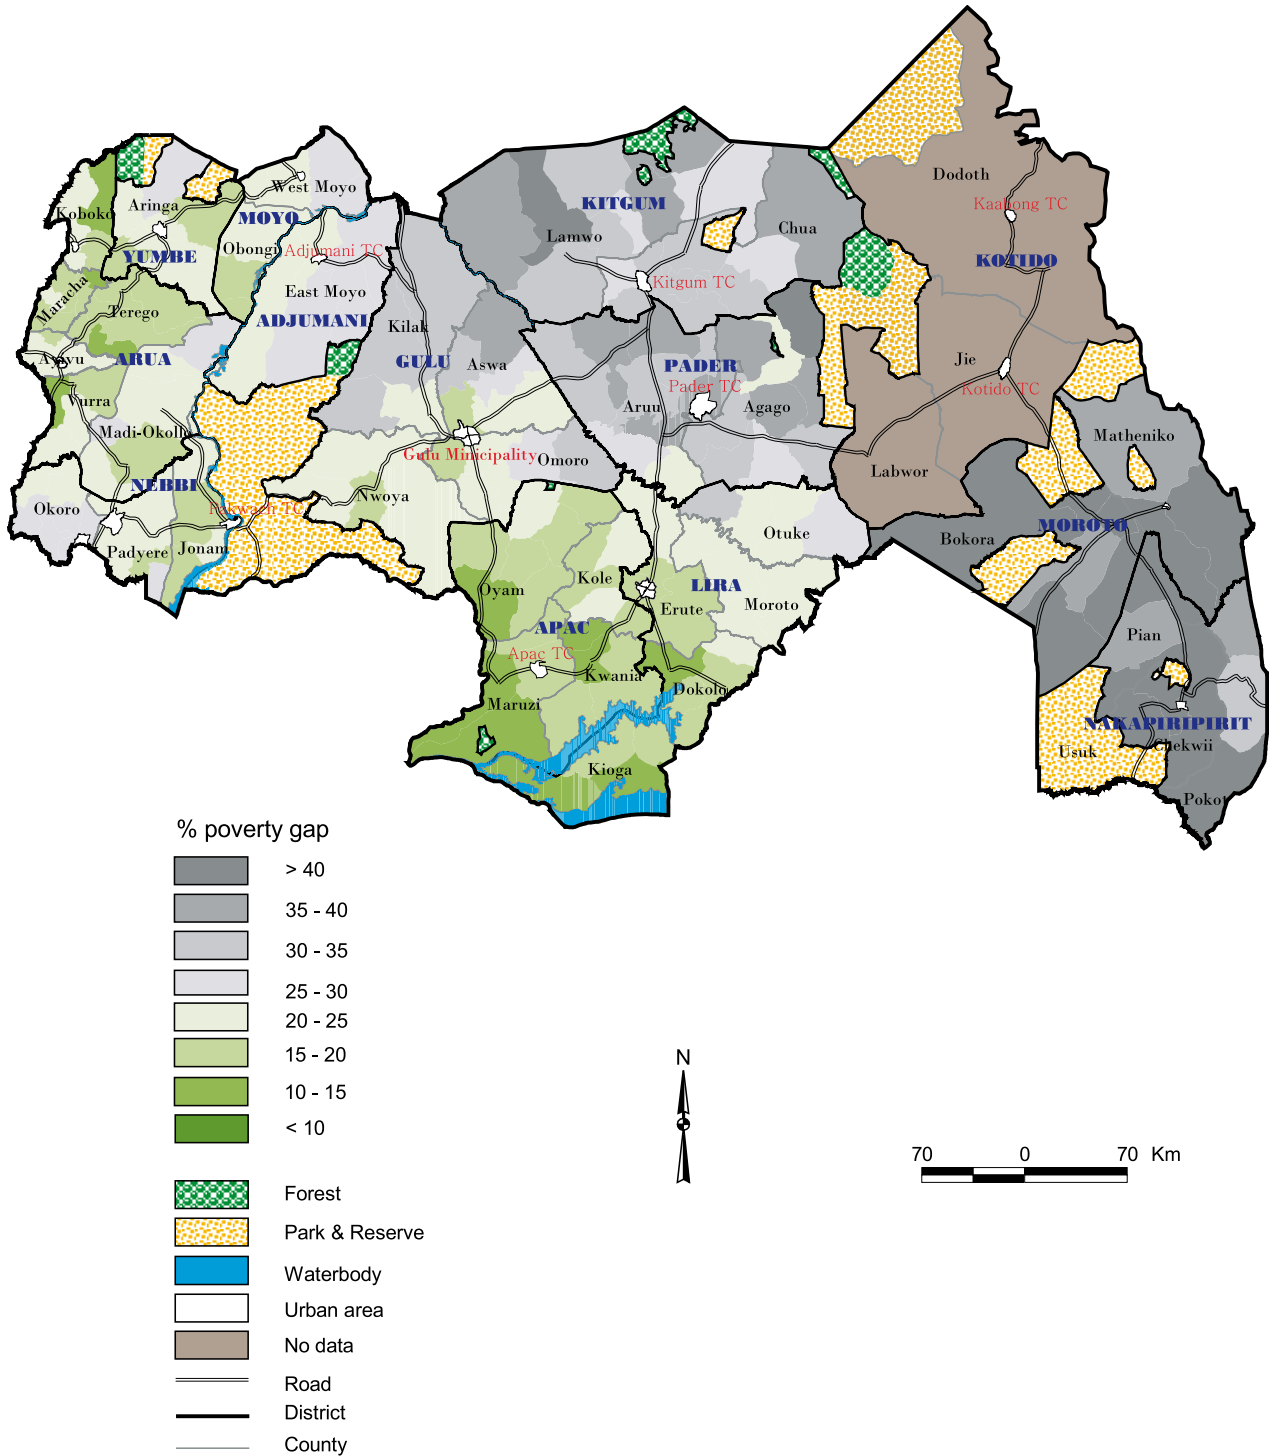 Dodoth
Kaabong TC
KOTIDO
West Moyo
Koboko
Aringa
MOYO
KITGUM
Lamwo
Chua
YUMBE
Obongi
Adjumani TC
Kitgum TC
Maracha
East Moyo
Terego
ADJUMANI
Kilak
Ayivu
ARUA
GULU
Aswa
PADER
Pader TC
Jie
Kotido TC
Vurra
Aruu
Agago
Madi-Okollo
Matheniko
Gulu Minicipality
Omoro
Labwor
NEBBI
Nwoya
Okoro
Pakwach TC
MOROTO
Padyere
Jonam
Otuke
Bokora
Kole
Oyam
LIRA
Erute
Moroto
APAC
Pian
Apac TC
Kwania
Dokolo
Maruzi
NAKAPIRIPIRIT
Usuk
Chekwii
Kioga
Pokot
% poverty gap
> 40
35 - 40
30 - 35
25 - 30
20 - 25
15 - 20
10 - 15
< 10
N
70 0 70 Km
Forest
Park & Reserve
Waterbody
Urban area
No data
Road
District
County